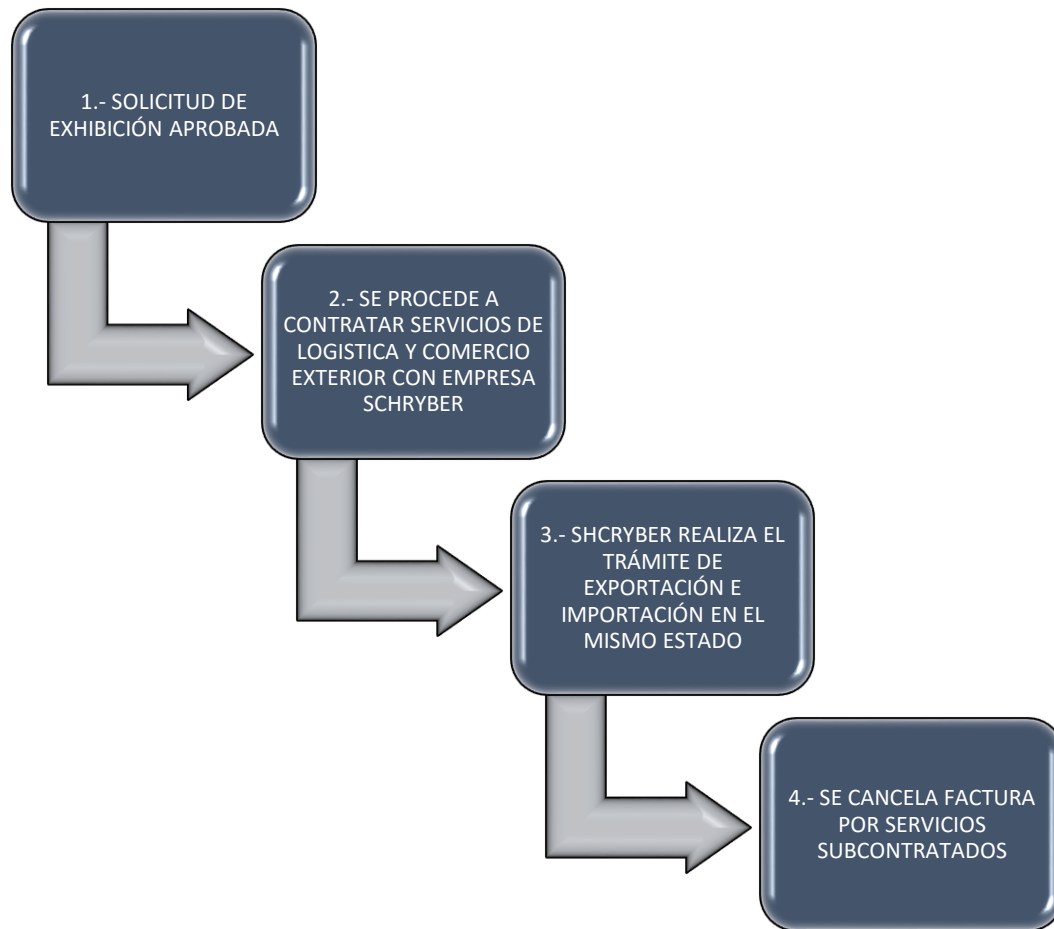 1.- SOLICITUD DE
EXHIBICIÓN APROBADA
2.- SE PROCEDE A
CONTRATAR SERVICIOS DE
LOGISTICA Y COMERCIO
EXTERIOR CON EMPRESA
SCHRYBER
3.- SHCRYBER REALIZA EL
TRÁMITE DE
EXPORTACIÓN E
IMPORTACIÓN EN EL
MISMO ESTADO
4.- SE CANCELA FACTURA
POR SERVICIOS
SUBCONTRATADOS